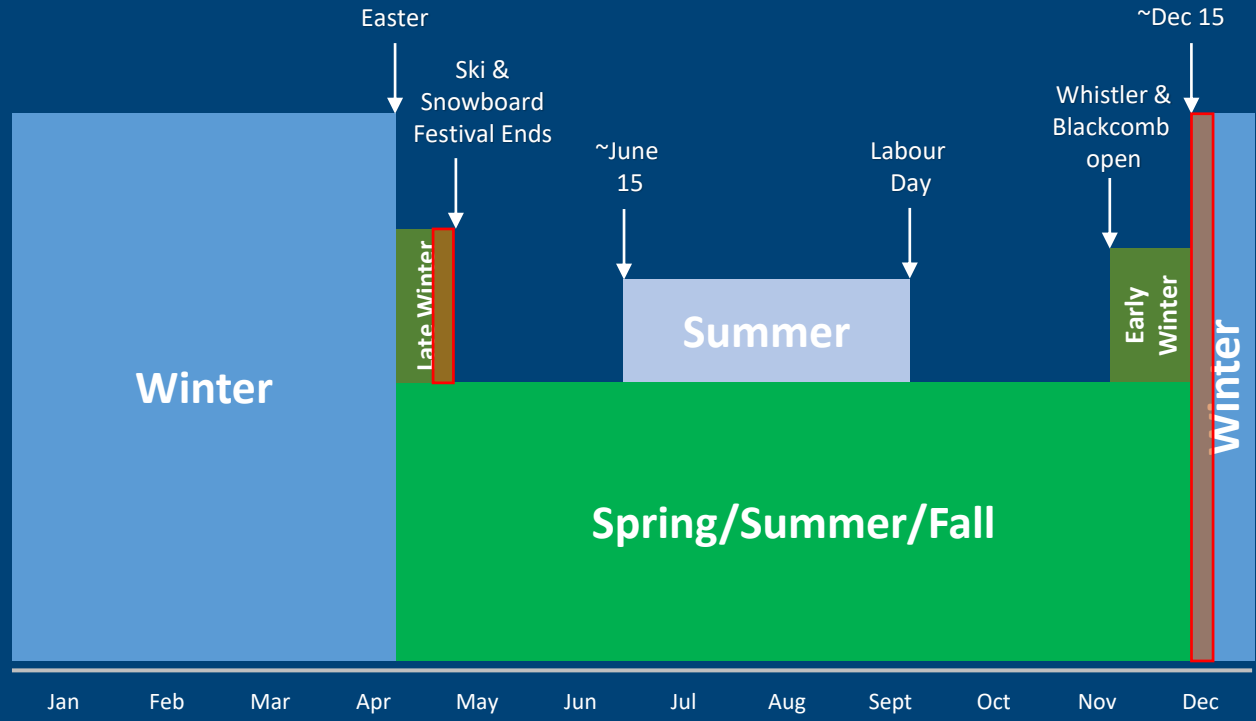 Easter
~Dec 15
Ski &
Snowboard
Festival Ends
Whistler &
Blackcomb
open
~June
15
Labour
Day
Late Winter
Summer
Early
Winter
Winter
Winter
Spring/Summer/Fall
Jan Feb Mar Apr May Jun Jul Aug Sept Oct Nov Dec